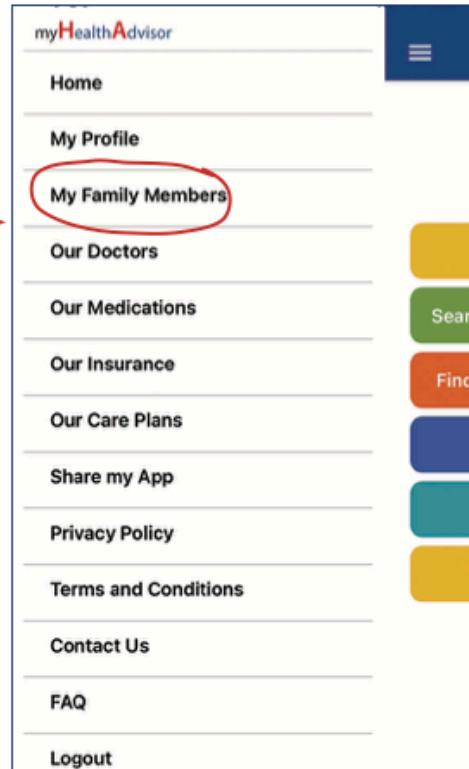 myHealthAdvisor
Home
My Profile
My Family Members
Our Doctors
Our Medications
Our Insurance
Our Care Plans
Share my App
Privacy Policy
Terms and Conditions
Contact Us
FAQ
Logout
Sear
Find